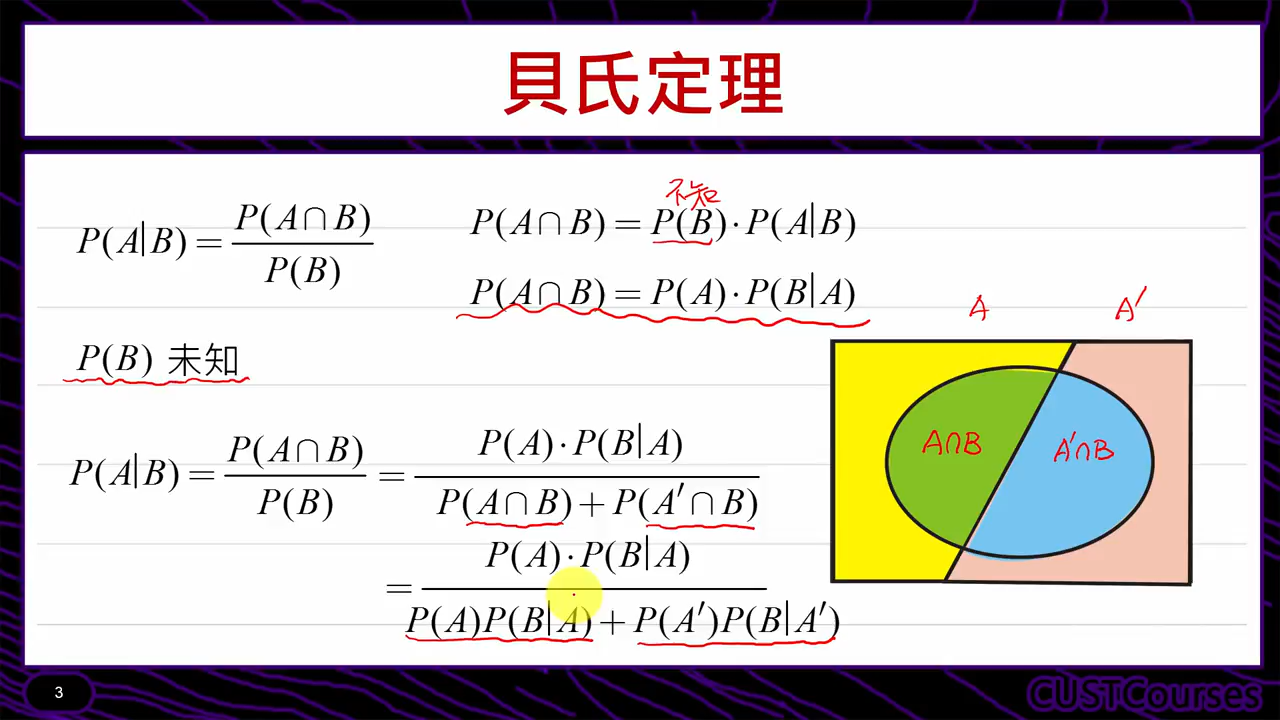 貝氏定理
P(A|B) = P(A∩B) / P(B)
不知
P(A∩B) = P(B)·P(A|B)
P(A∩B) = P(A)·P(B|A)
P(B) 未知
A A′
P(A|B) = P(A∩B) / P(B) = P(A)·P(B|A) / P(A∩B)+P(A′∩B)
= P(A)·P(B|A) / P(A)P(B|A)+P(A′)P(B|A′)
A∩B A′∩B
3
CUSTCourses